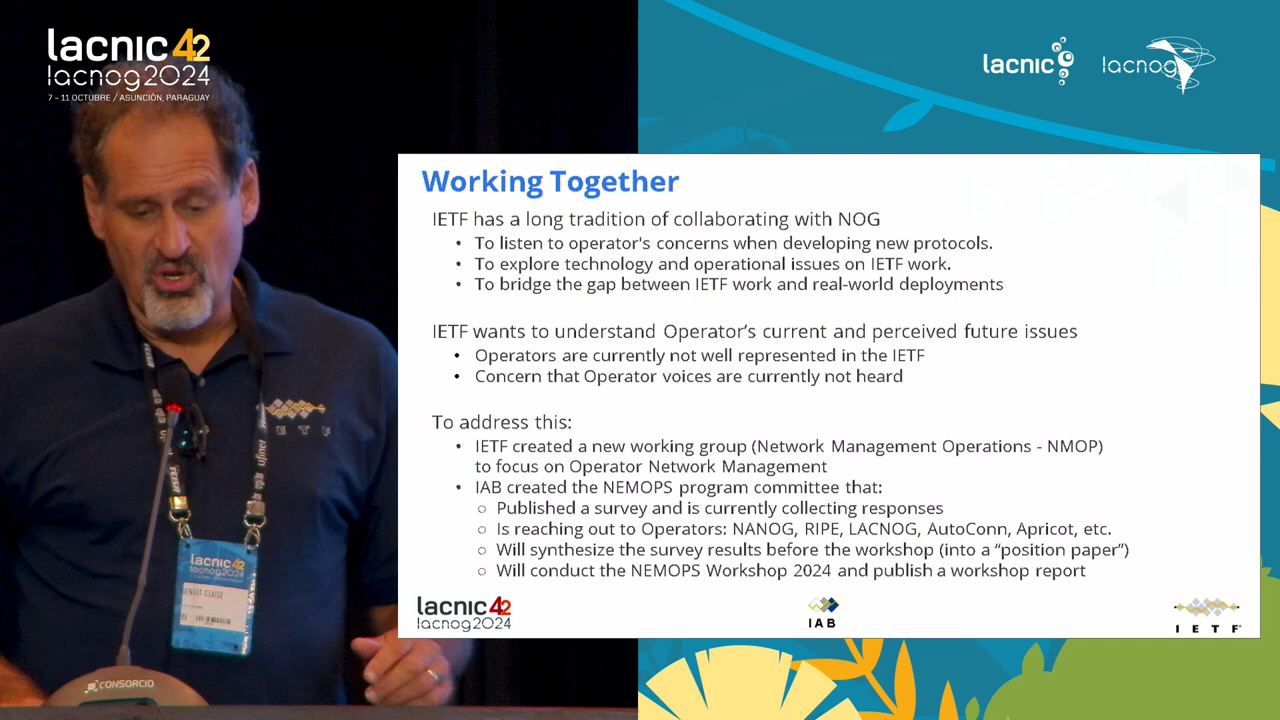 lacnic 42
lacnog2024
7 - 11 OCTUBRE / ASUNCIÓN, PARAGUAY
lacnic
lacnog
Working Together
IETF has a long tradition of collaborating with NOG
• To listen to operator's concerns when developing new protocols.
• To explore technology and operational issues on IETF work.
• To bridge the gap between IETF work and real-world deployments
IETF wants to understand Operator's current and perceived future issues
• Operators are currently not well represented in the IETF
• Concern that Operator voices are currently not heard
To address this:
• IETF created a new working group (Network Management Operations - NMOP)
to focus on Operator Network Management
• IAB created the NEMOPS program committee that:
○ Published a survey and is currently collecting responses
○ Is reaching out to Operators: NANOG, RIPE, LACNOG, AutoConn, Apricot, etc.
○ Will synthesize the survey results before the workshop (into a “position paper”)
○ Will conduct the NEMOPS Workshop 2024 and publish a workshop report
lacnic 42
lacnog2024
IAB
IETF
IETF
ufinet
lacnic 42
lacnog2024
CONSORCIO